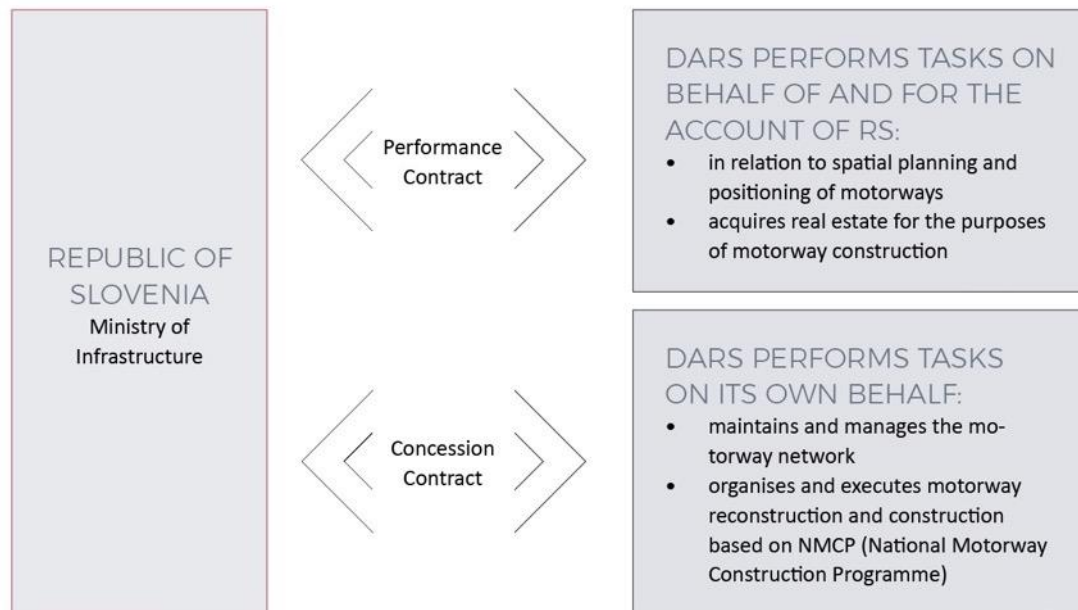 REPUBLIC OF
SLOVENIA
Ministry of
Infrastructure
Performance
Contract
DARS PERFORMS TASKS ON
BEHALF OF AND FOR THE
ACCOUNT OF RS:
• in relation to spatial planning and
positioning of motorways
• acquires real estate for the purposes
of motorway construction
Concession
Contract
DARS PERFORMS TASKS
ON ITS OWN BEHALF:
• maintains and manages the mo-
torway network
• organises and executes motorway
reconstruction and construction
based on NMCP (National Motorway
Construction Programme)